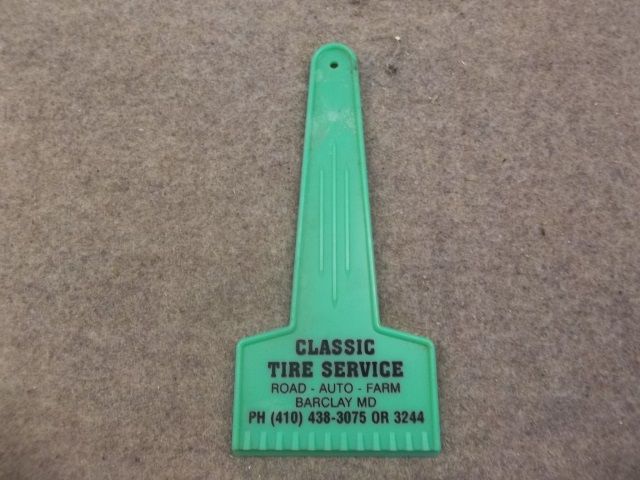 CLASSIC
TIRE SERVICE
ROAD - AUTO - FARM
BARCLAY MD
PH (410) 438-3075 OR 3244